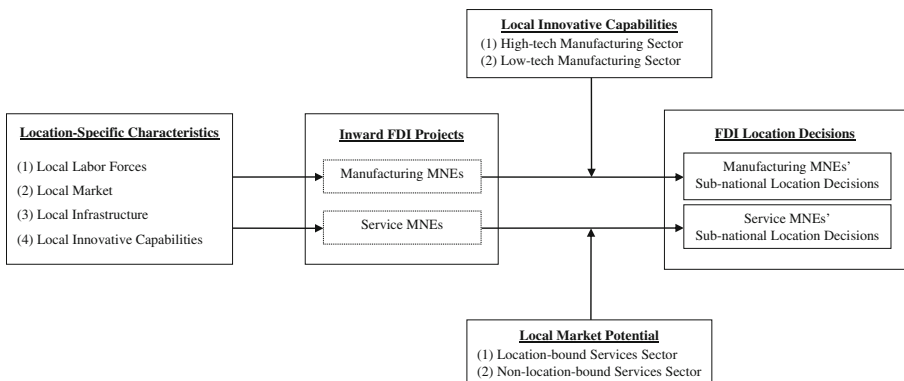 Local Innovative Capabilities
(1) High-tech Manufacturing Sector
(2) Low-tech Manufacturing Sector
Location-Specific Characteristics
(1) Local Labor Forces
(2) Local Market
(3) Local Infrastructure
(4) Local Innovative Capabilities
Inward FDI Projects
Manufacturing MNEs
Service MNEs
FDI Location Decisions
Manufacturing MNEs'
Sub-national Location Decisions
Service MNEs'
Sub-national Location Decisions
Local Market Potential
(1) Location-bound Services Sector
(2) Non-location-bound Services Sector